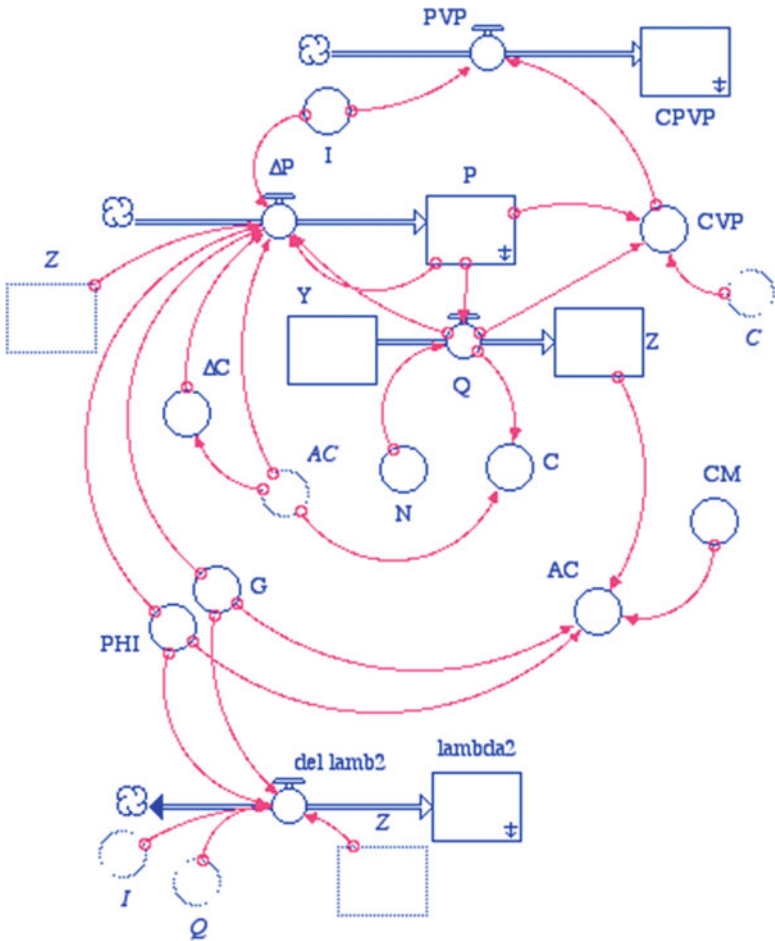 PVP
CPVP
I
ΔP
P
CVP
Z
Y
Z
C
Q
ΔC
AC
C
N
CM
AC
G
PHI
del lamb2
lambda2
Z
I
Q